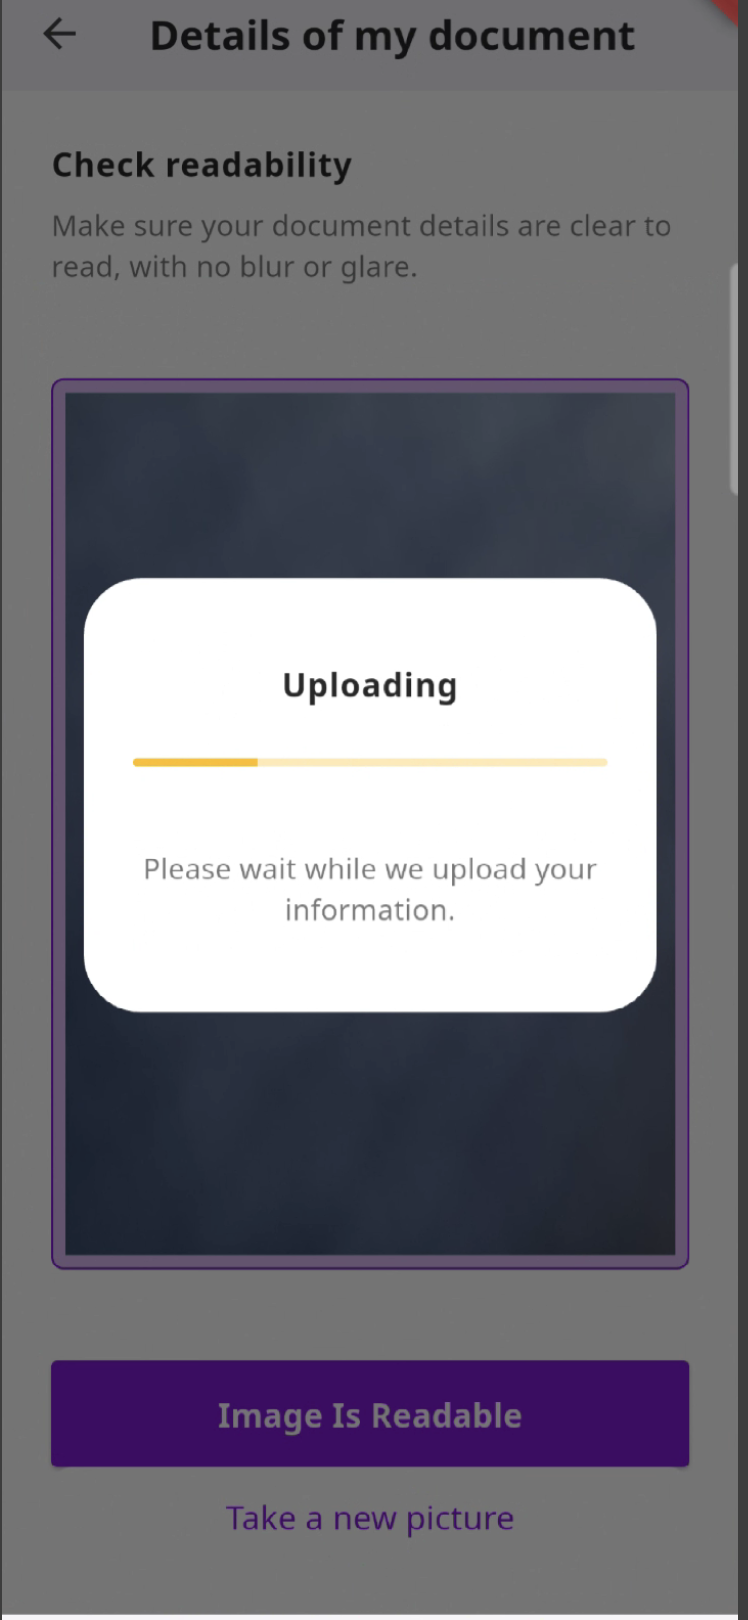 Details of my document
Check readability
Make sure your document details are clear to
read, with no blur or glare.
Uploading
Please wait while we upload your
information.
Image Is Readable
Take a new picture